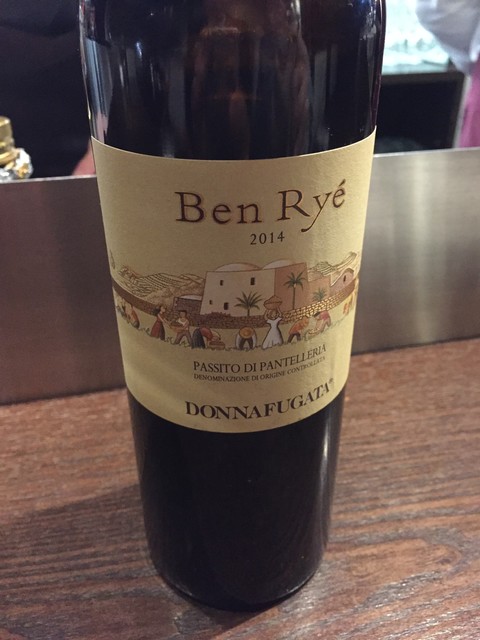 Ben Ryé
2014
PASSITO DI PANTELLERIA
DENOMINAZIONE DI ORIGINE CONTROLLATA
DONNAFUGATA®